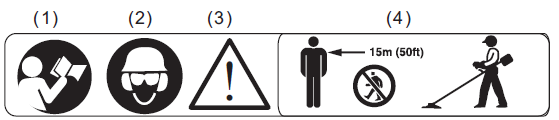 (1) (2) (3) (4)
15m (50ft)